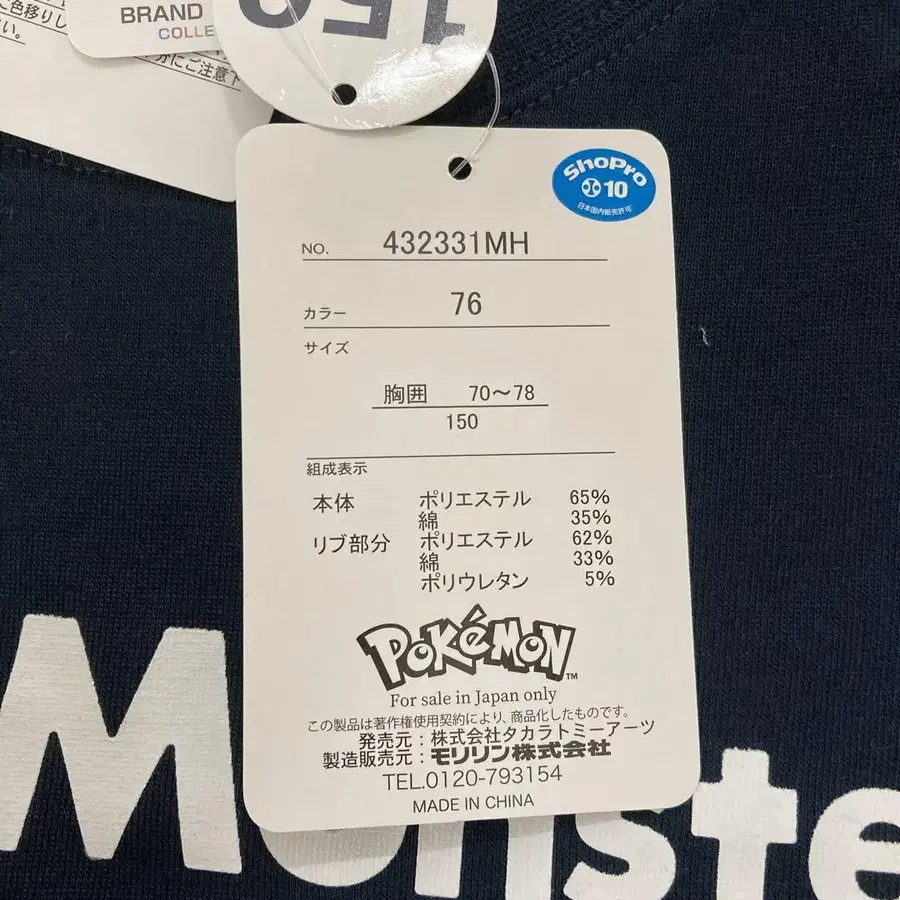 に色移りし
さい。
分にご注意下
BRAND
COLLE
150
ShoPro
10
日本国内販売許可
NO. 432331MH
カラー 76
サイズ
胸囲 70～78
150
組成表示
本体 ポリエステル 65%
綿 35%
リブ部分 ポリエステル 62%
綿 33%
ポリウレタン 5%
POKéMON™
For sale in Japan only
この製品は著作権使用契約により、商品化したものです。
発売元：株式会社タカラトミーアーツ
製造販売元：モリリン株式会社
TEL.0120-793154
MADE IN CHINA
Monste